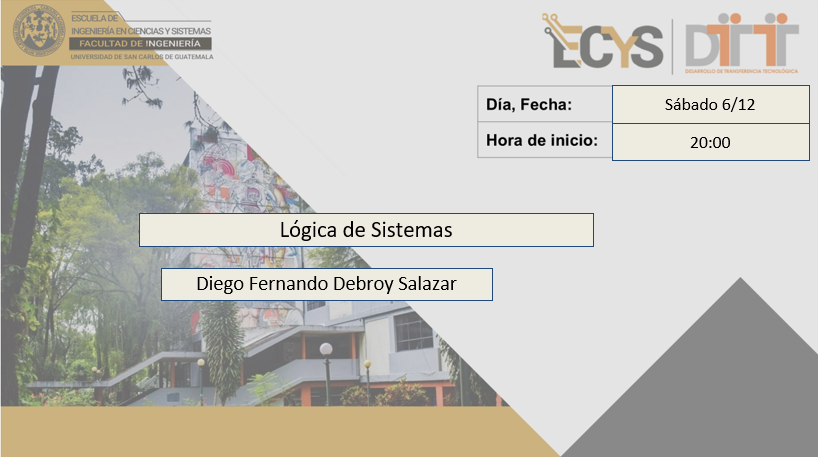 ESCUELA DE
INGENIERÍA EN CIENCIAS Y SISTEMAS
FACULTAD DE INGENIERÍA
UNIVERSIDAD DE SAN CARLOS DE GUATEMALA
ECYS
DTT
DESARROLLO DE TRANSFERENCIA TECNOLÓGICA
Día, Fecha: Sábado 6/12
Hora de inicio: 20:00
Lógica de Sistemas
Diego Fernando Debroy Salazar